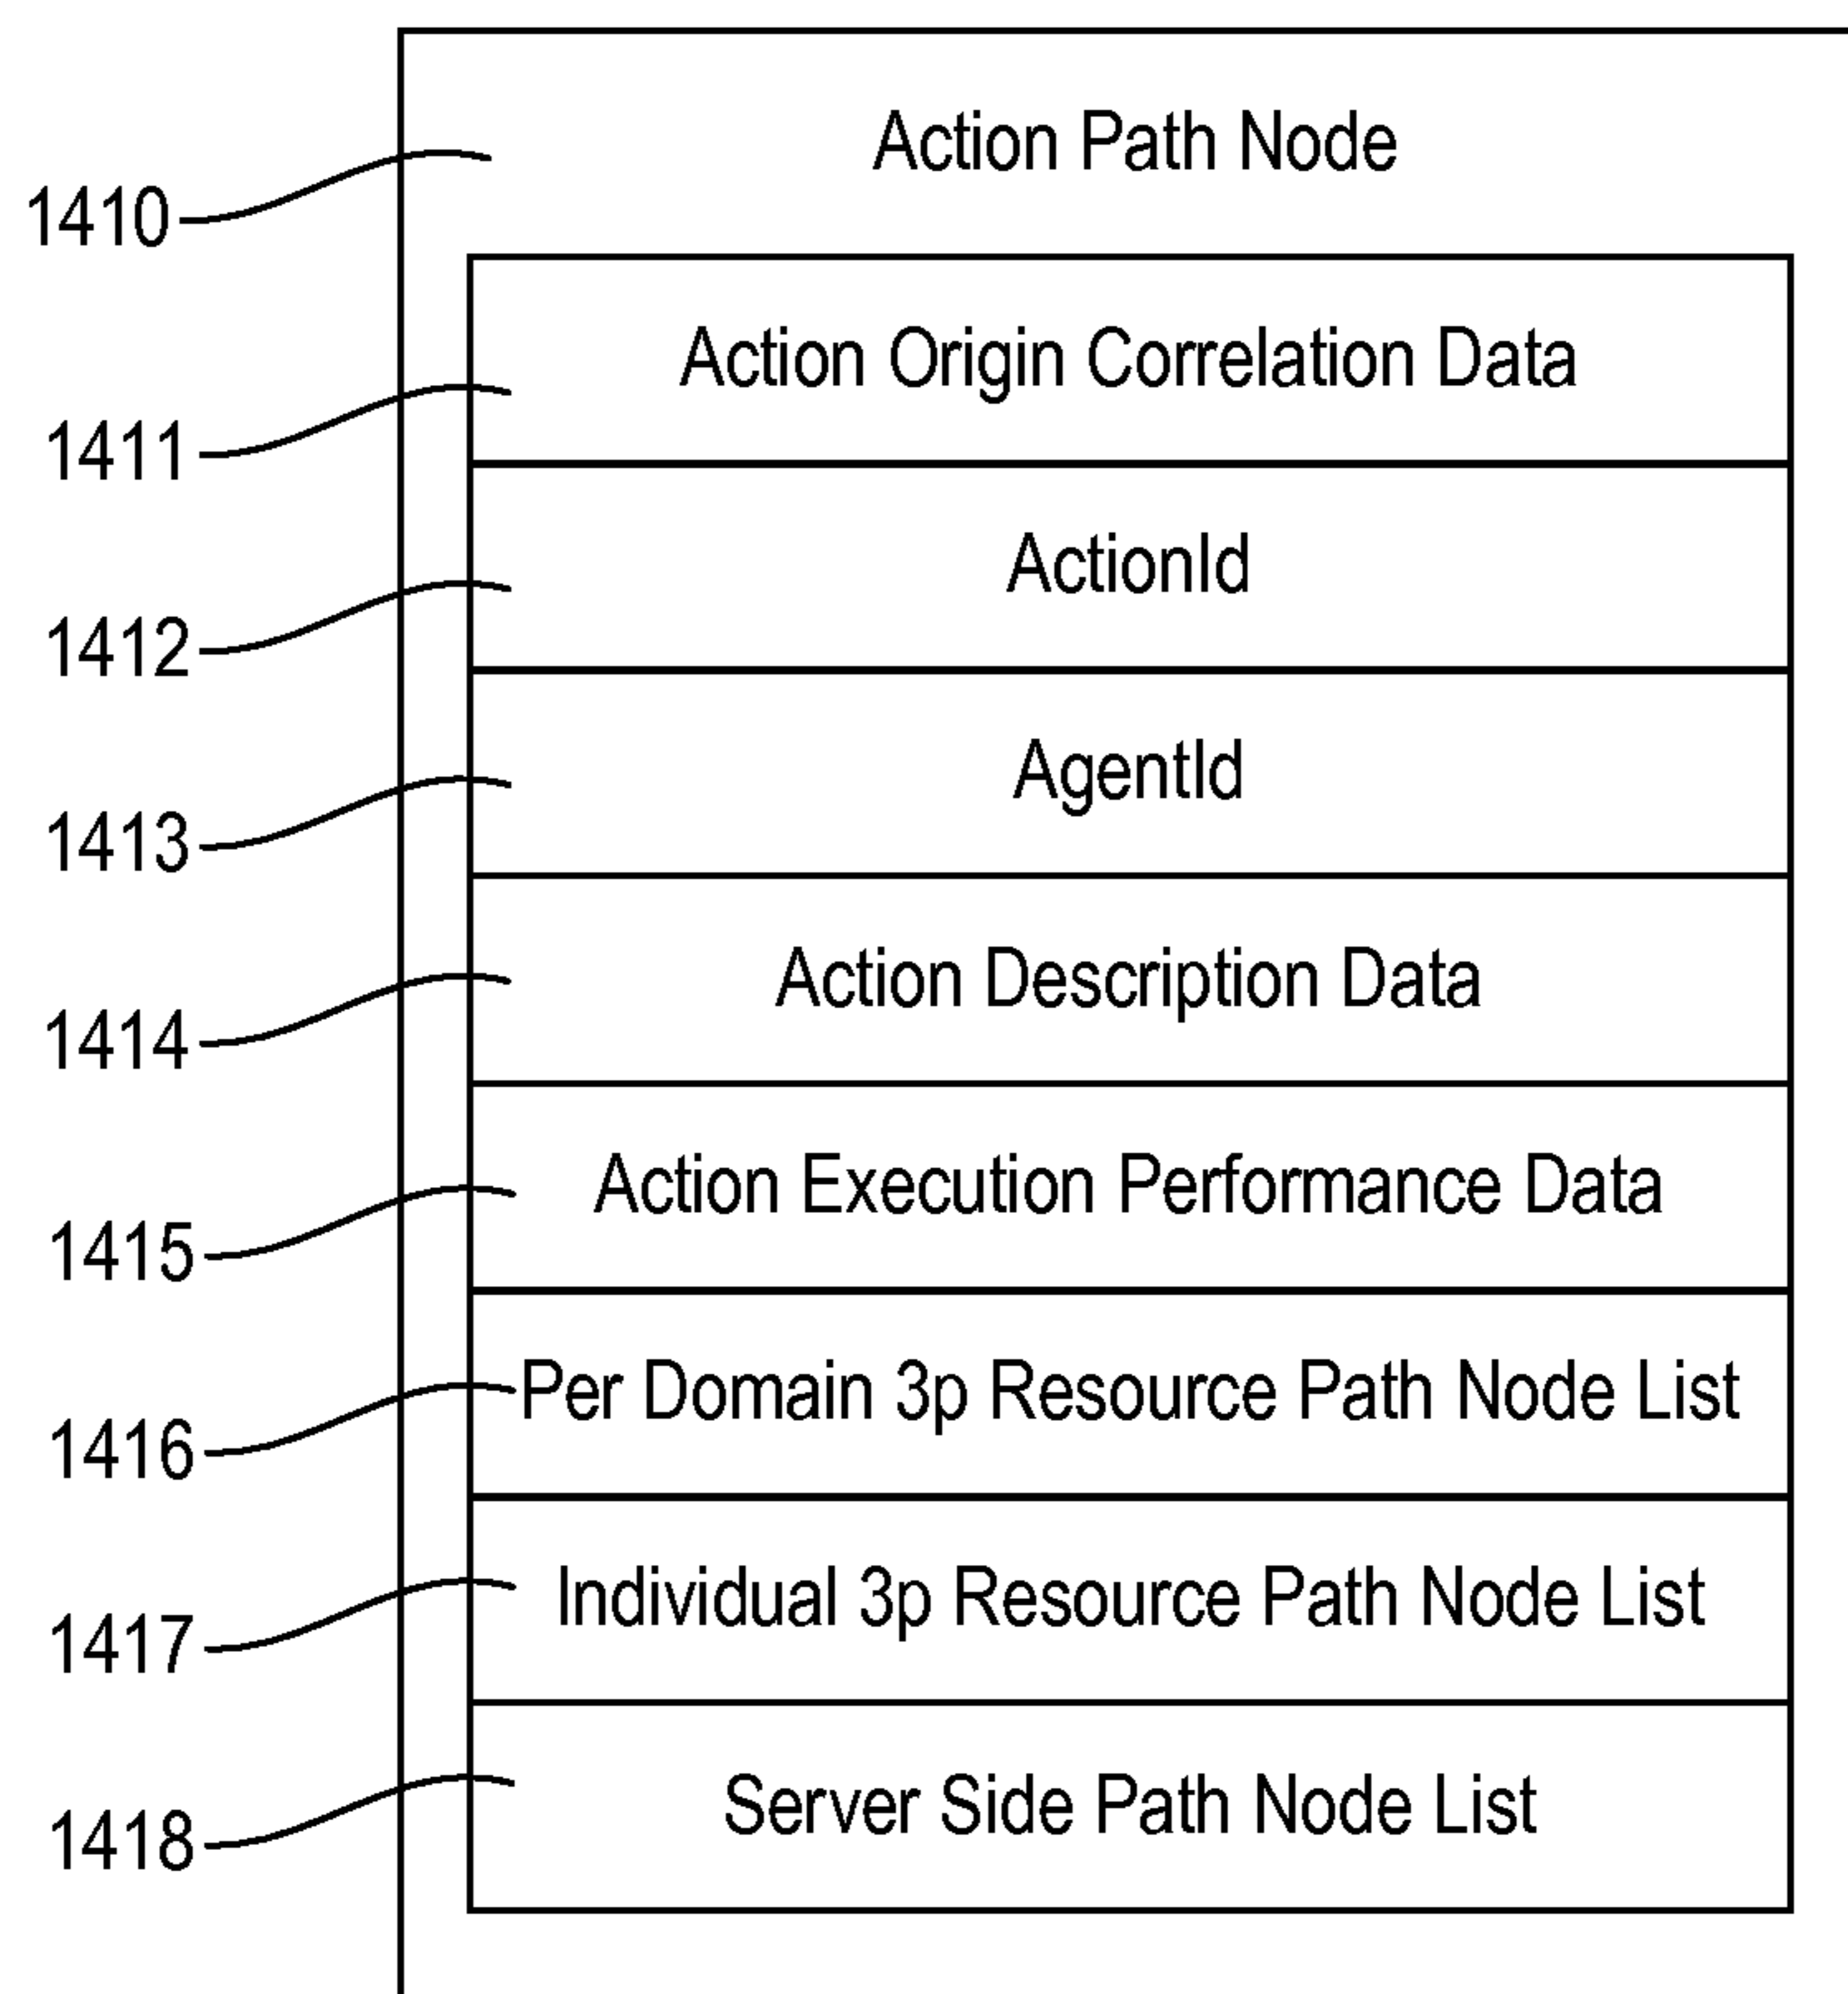 Action Path Node
1410
Action Origin Correlation Data
1411
ActionId
1412
AgentId
1413
Action Description Data
1414
Action Execution Performance Data
1415
Per Domain 3p Resource Path Node List
1416
Individual 3p Resource Path Node List
1417
Server Side Path Node List
1418